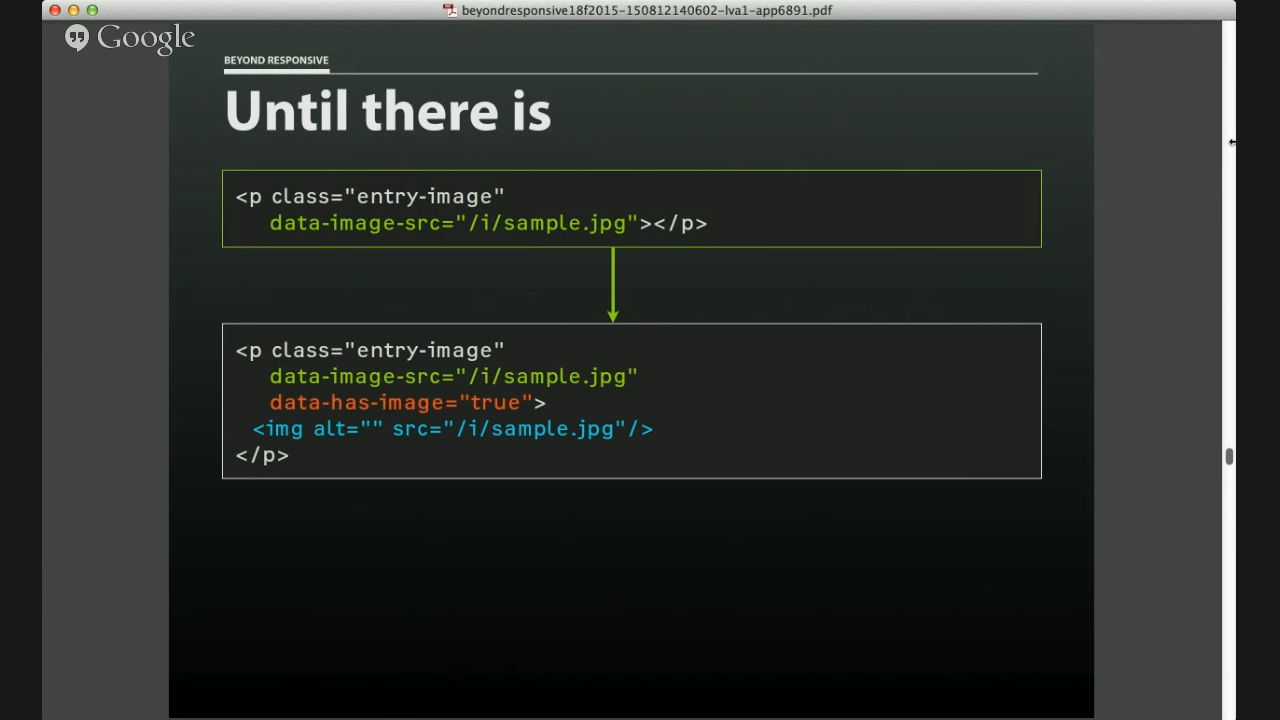 beyondresponsive18f2015-150812140602-lva1-app6891.pdf
Google
BEYOND RESPONSIVE
Until there is
<p class="entry-image"
data-image-src="/i/sample.jpg"></p>
<p class="entry-image"
data-image-src="/i/sample.jpg"
data-has-image="true">
<img alt="" src="/i/sample.jpg"/>
</p>